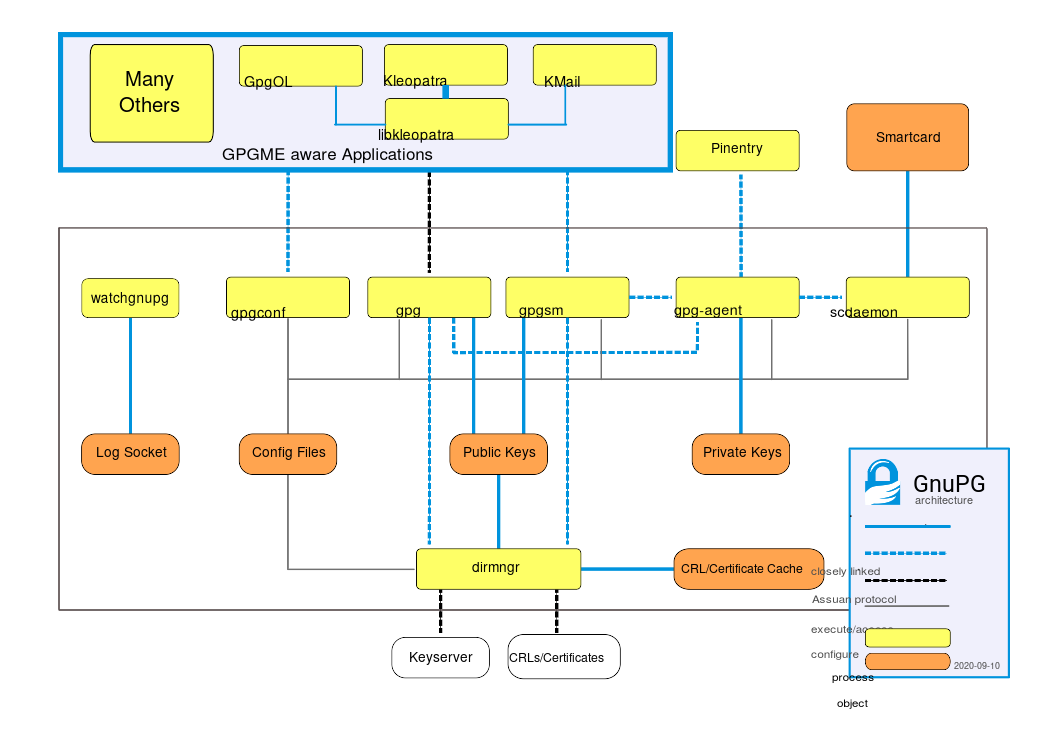 Many
Others
GpgOL
Kleopatra
KMail
libkleopatra
GPGME aware Applications
Pinentry
Smartcard
watchgnupg
gpgconf
gpg
gpgsm
gpg-agent
scdaemon
Log Socket
Config Files
Public Keys
Private Keys
dirmngr
CRL/Certificate Cache
Keyserver
CRLs/Certificates
GnuPG
architecture
closely linked
Assuan protocol
execute/access
configure
process
object
2020-09-10